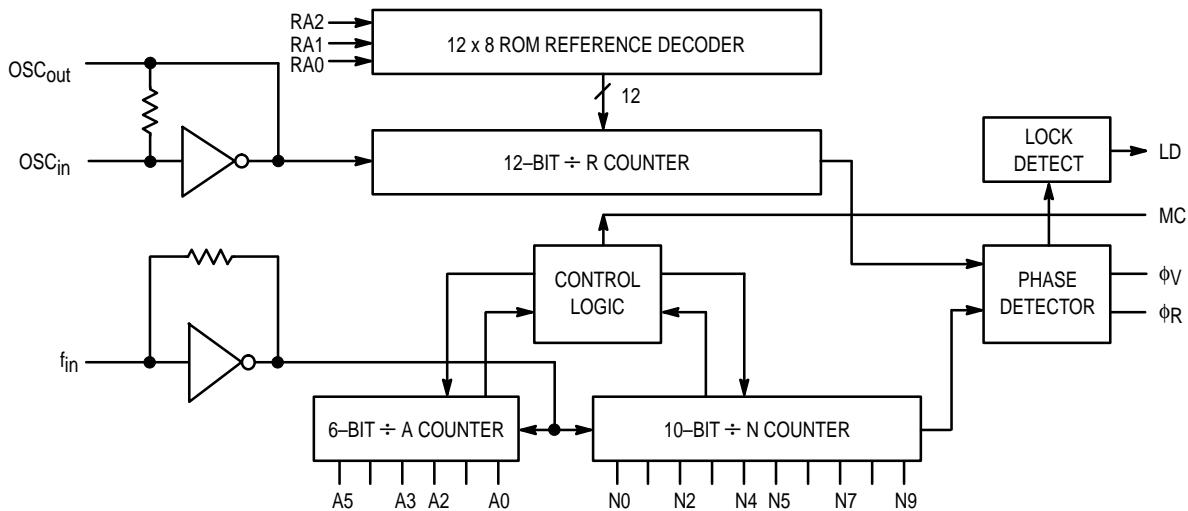 RA2
RA1
RA0
12 x 8 ROM REFERENCE DECODER
OSCout
12
OSCin
12–BIT ÷ R COUNTER
LOCK
DETECT
LD
MC
CONTROL
LOGIC
PHASE
DETECTOR
ϕV
ϕR
fin
6–BIT ÷ A COUNTER
10–BIT ÷ N COUNTER
A5 A3 A2 A0 N0 N2 N4 N5 N7 N9